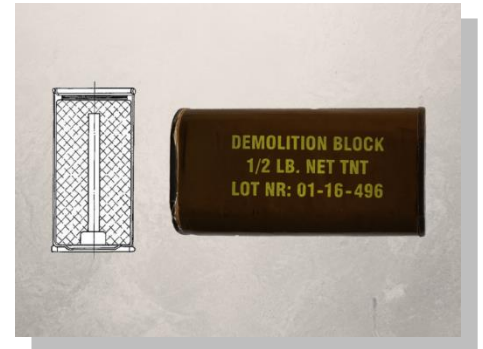 DEMOLITION BLOCK
1/2 LB. NET TNT
LOT NR: 01-16-496